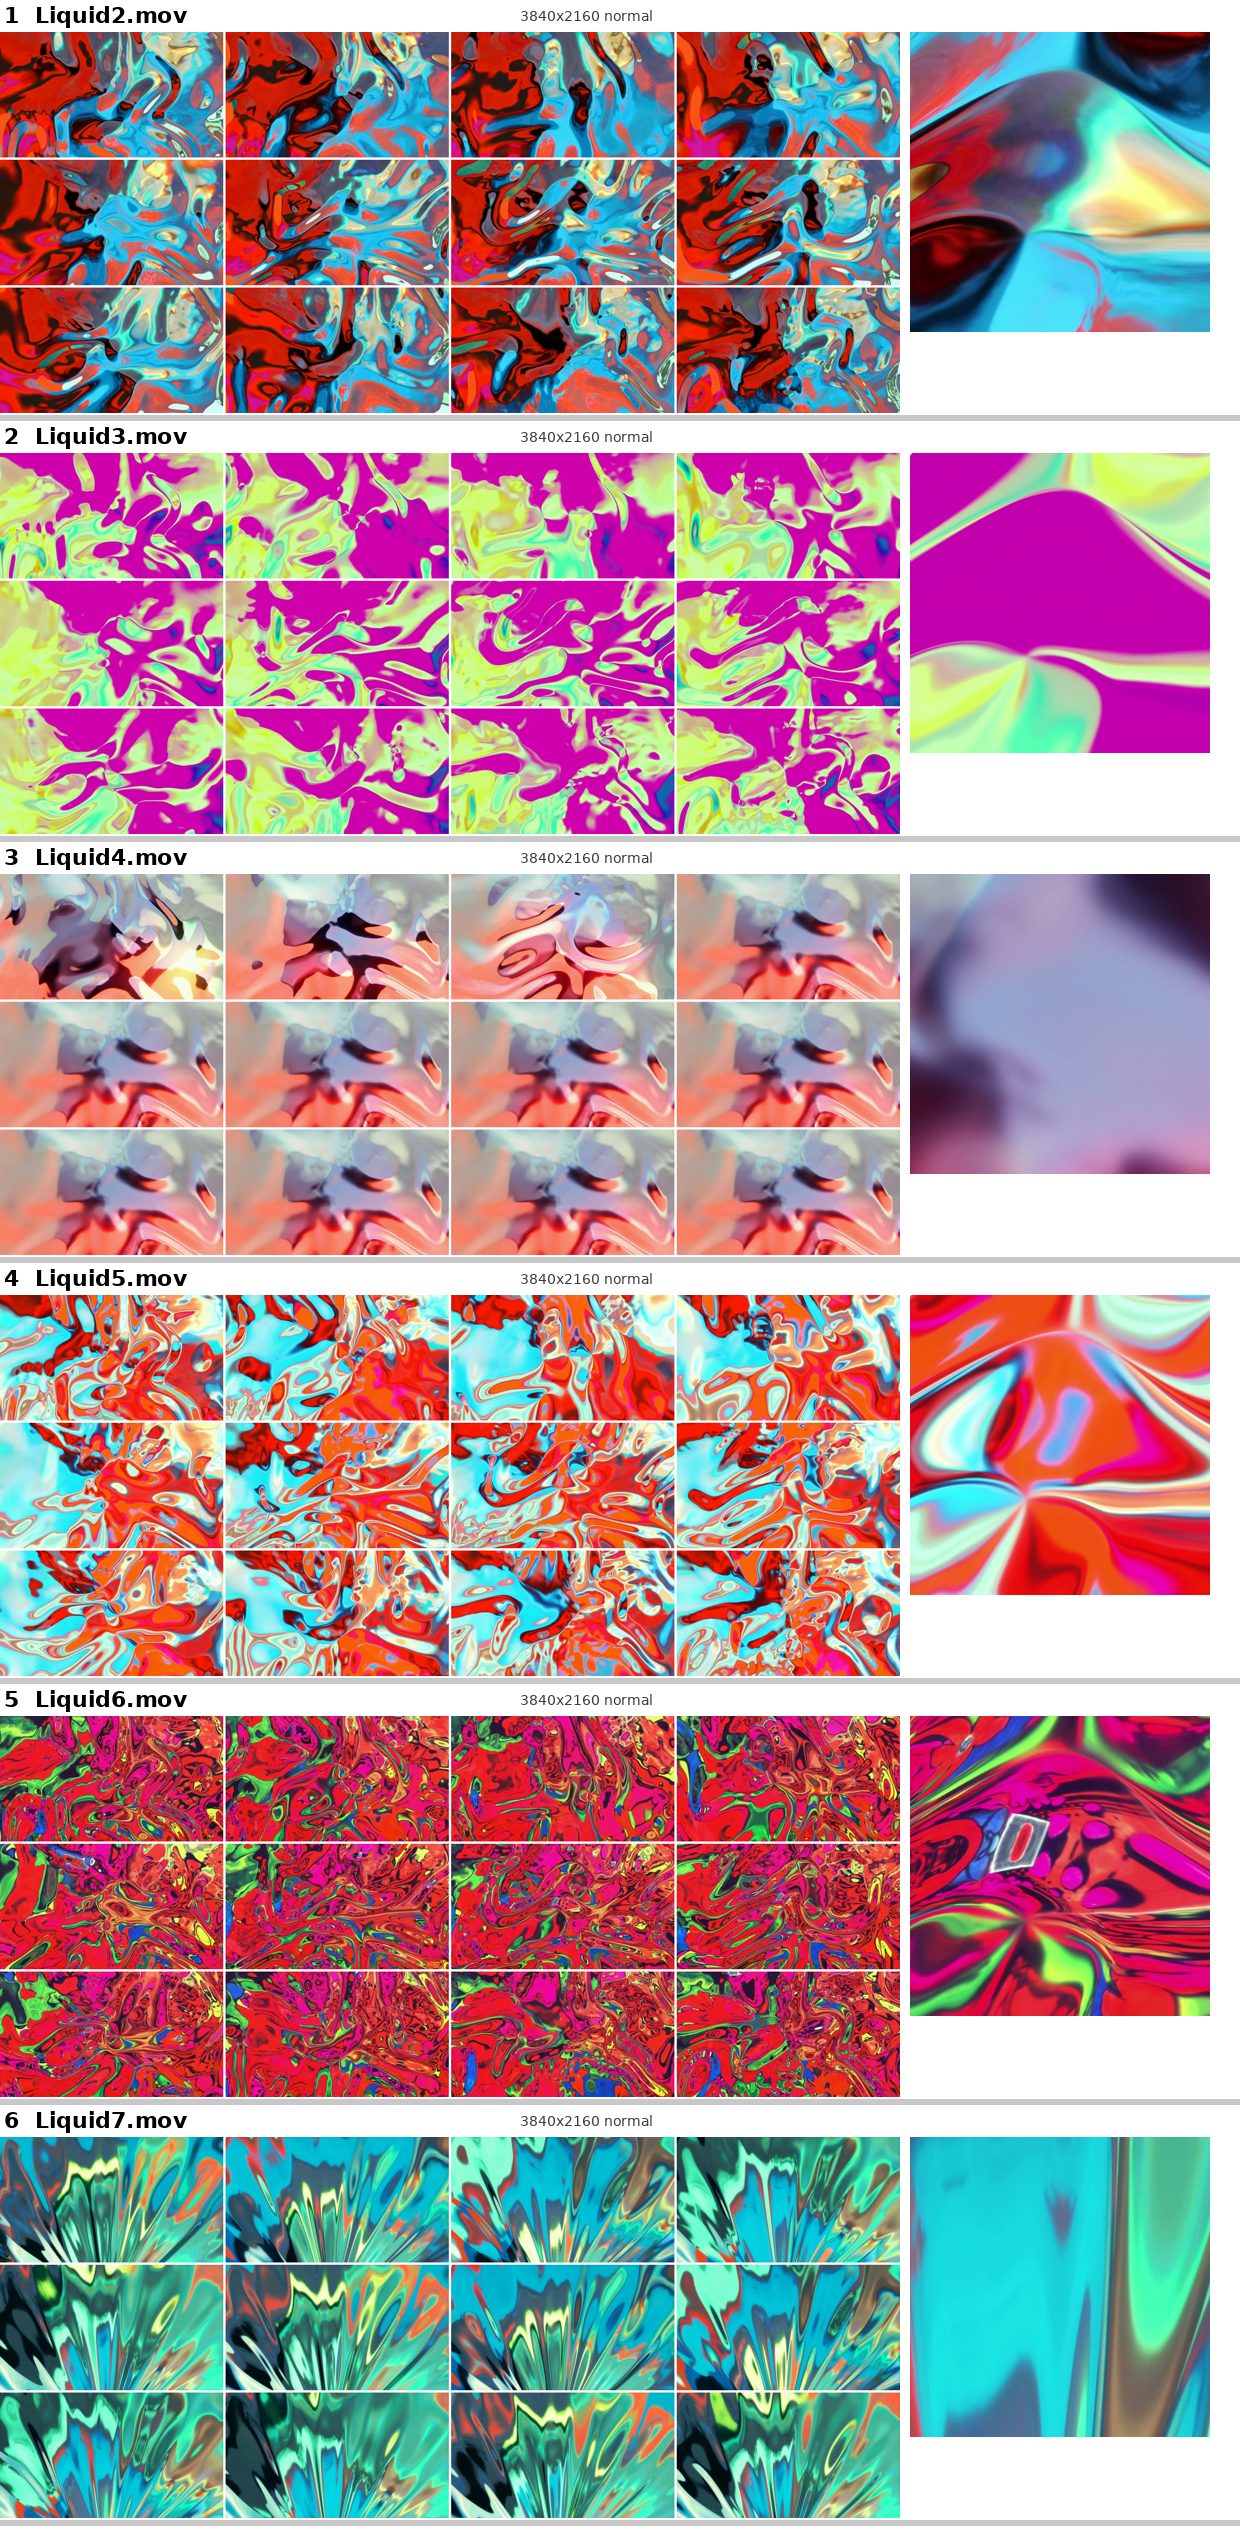 1 Liquid2.mov 3840x2160 normal
2 Liquid3.mov 3840x2160 normal
3 Liquid4.mov 3840x2160 normal
4 Liquid5.mov 3840x2160 normal
5 Liquid6.mov 3840x2160 normal
6 Liquid7.mov 3840x2160 normal